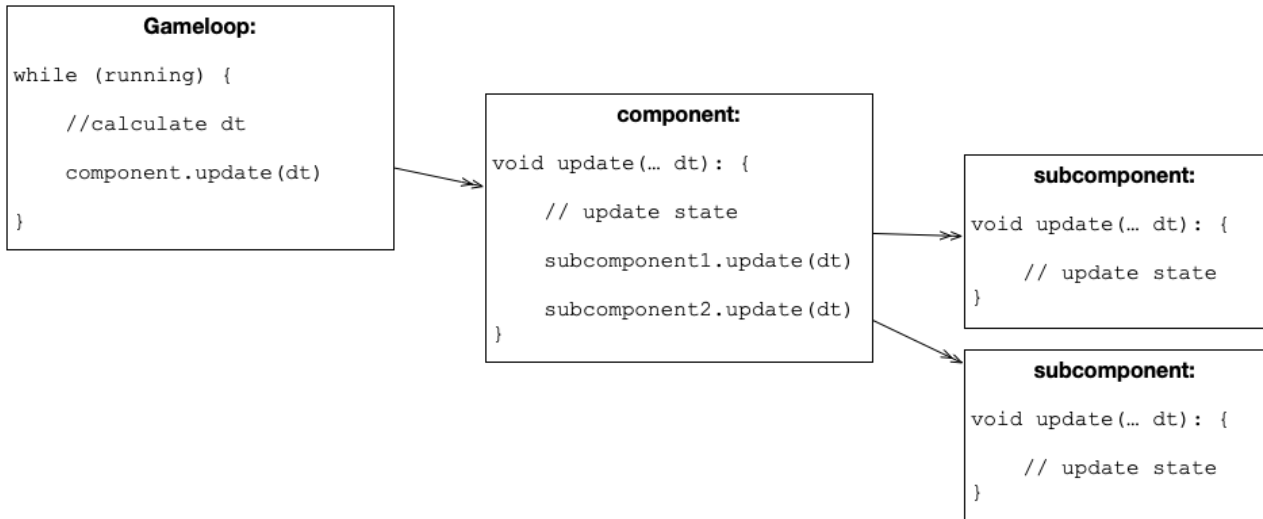 Gameloop:
while (running) {
//calculate dt
component.update(dt)
}
component:
void update(… dt): {
// update state
subcomponent1.update(dt)
subcomponent2.update(dt)
}
subcomponent:
void update(… dt): {
// update state
}
subcomponent:
void update(… dt): {
// update state
}